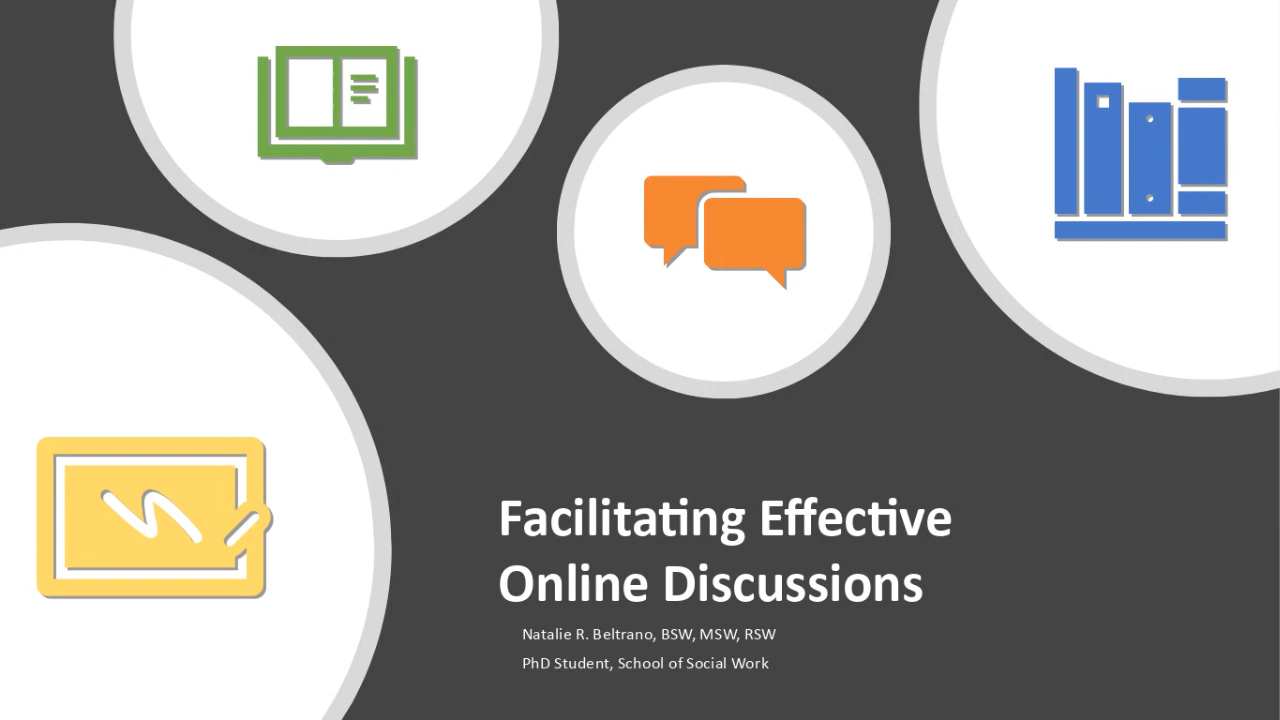 Facilitating Effective
Online Discussions
Natalie R. Beltrano, BSW, MSW, RSW
PhD Student, School of Social Work